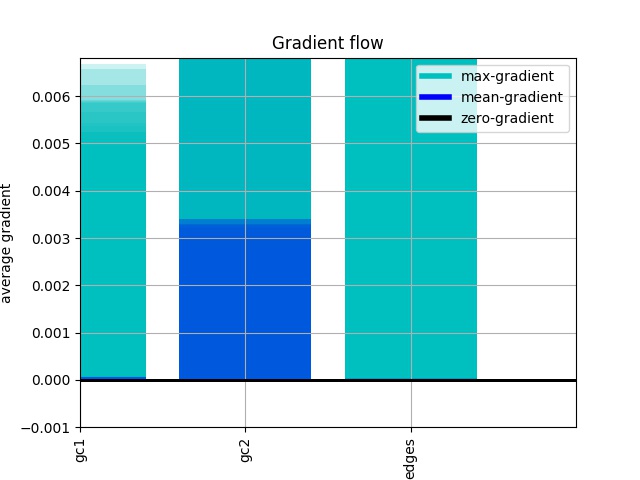 Gradient flow
max-gradient
mean-gradient
zero-gradient
average gradient
0.006
0.005
0.004
0.003
0.002
0.001
0.000
−0.001
gc1
gc2
edges